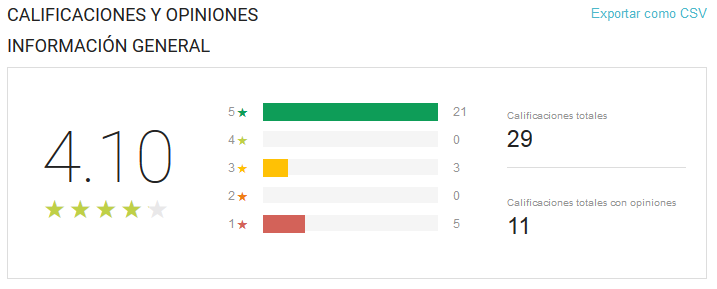 CALIFICACIONES Y OPINIONES
Exportar como CSV
INFORMACIÓN GENERAL
4.10
5★ 21
4★ 0
3★ 3
2★ 0
1★ 5
Calificaciones totales
29
Calificaciones totales con opiniones
11